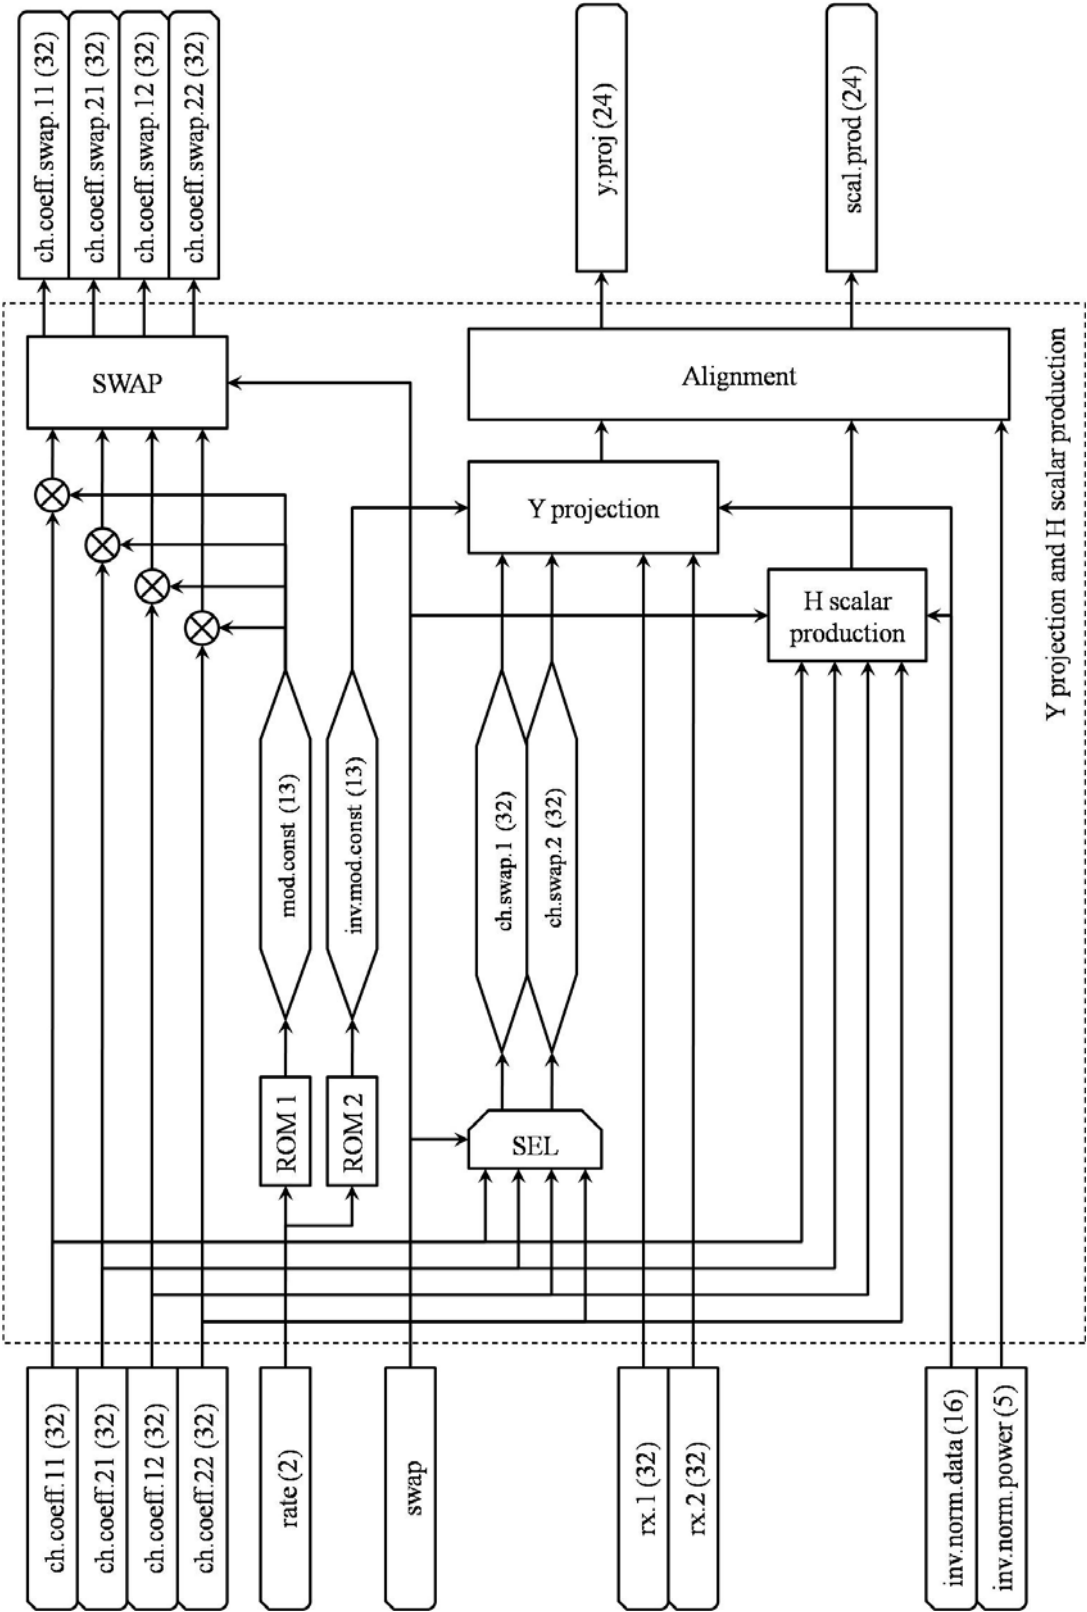 ch.coeff.swap.11 (32)
ch.coeff.swap.21 (32)
ch.coeff.swap.12 (32)
ch.coeff.swap.22 (32)
y.proj (24)
scal.prod (24)
SWAP
Alignment
Y projection
H scalar
production
Y projection and H scalar production
mod.const (13)
inv.mod.const (13)
ch.swap.1 (32)
ch.swap.2 (32)
ROM 1
ROM 2
SEL
ch.coeff.11 (32)
ch.coeff.21 (32)
ch.coeff.12 (32)
ch.coeff.22 (32)
rate (2)
swap
rx.1 (32)
rx.2 (32)
inv.norm.data (16)
inv.norm.power (5)